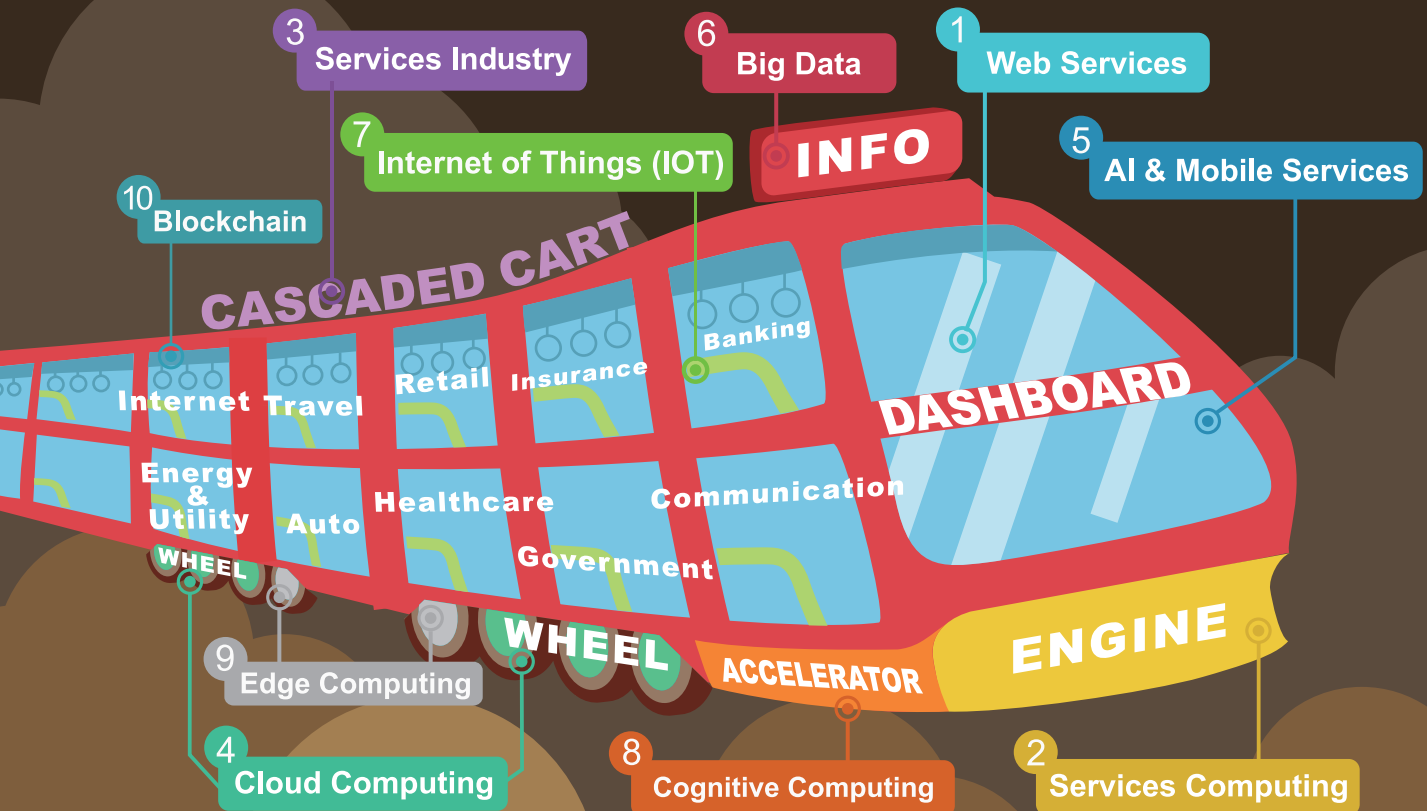 3
Services Industry
6
Big Data
1
Web Services
7
Internet of Things (IOT)
5
AI & Mobile Services
10
Blockchain
INFO
CASCADED CART
Banking
Retail
Insurance
Internet
Travel
DASHBOARD
Energy
&
Utility
Auto
Healthcare
Communication
Government
WHEEL
WHEEL
ACCELERATOR
ENGINE
9
Edge Computing
4
Cloud Computing
8
Cognitive Computing
2
Services Computing